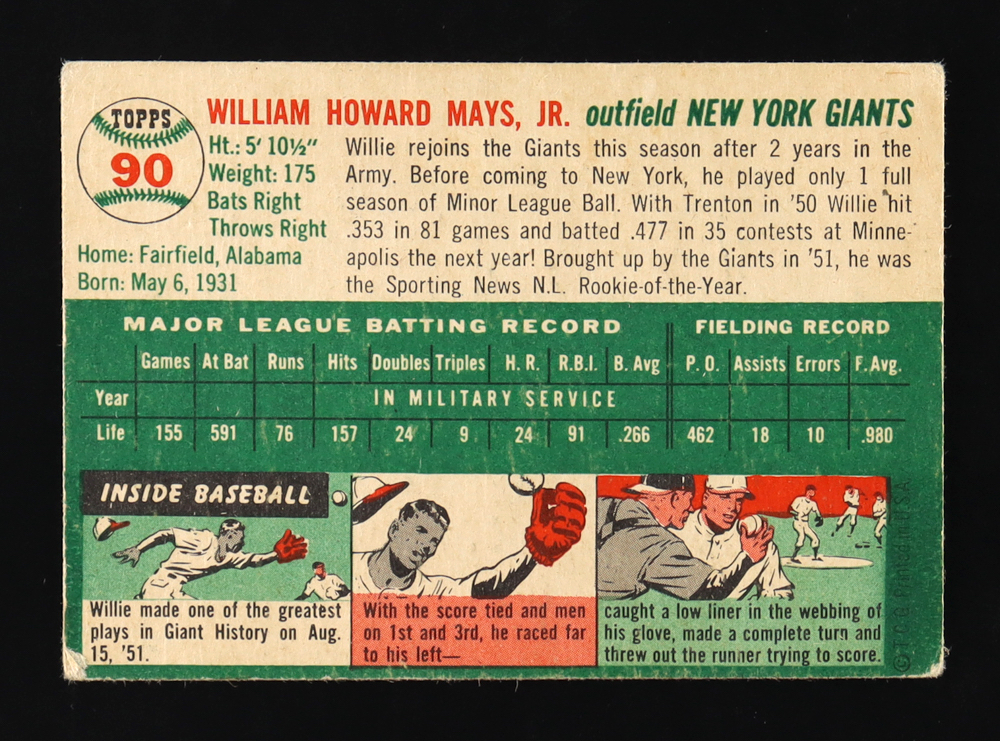 TOPPS
90
WILLIAM HOWARD MAYS, JR. outfield NEW YORK GIANTS
Ht.: 5' 10½"
Weight: 175
Bats Right
Throws Right
Home: Fairfield, Alabama
Born: May 6, 1931
Willie rejoins the Giants this season after 2 years in the
Army. Before coming to New York, he played only 1 full
season of Minor League Ball. With Trenton in '50 Willie hit
.353 in 81 games and batted .477 in 35 contests at Minne-
apolis the next year! Brought up by the Giants in '51, he was
the Sporting News N.L. Rookie-of-the-Year.
MAJOR LEAGUE BATTING RECORD FIELDING RECORD
Games At Bat Runs Hits Doubles Triples H. R. R.B.I. B. Avg P. O. Assists Errors F. Avg.
Year IN MILITARY SERVICE
Life 155 591 76 157 24 9 24 91 .266 462 18 10 .980
INSIDE BASEBALL
Willie made one of the greatest
plays in Giant History on Aug.
15, '51.
With the score tied and men
on 1st and 3rd, he raced far
to his left—
caught a low liner in the webbing of
his glove, made a complete turn and
threw out the runner trying to score.